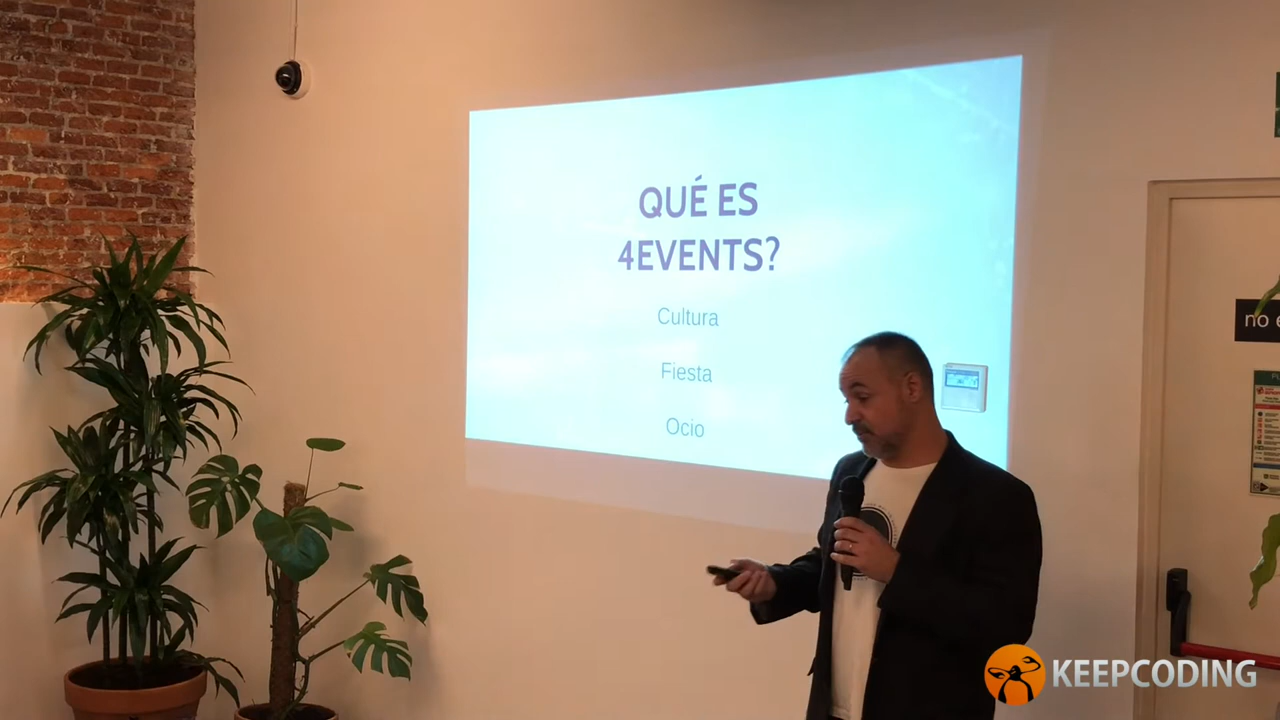 QUÉ ES
4EVENTS?
Cultura
Fiesta
Ocio
no e
KEEPCODING